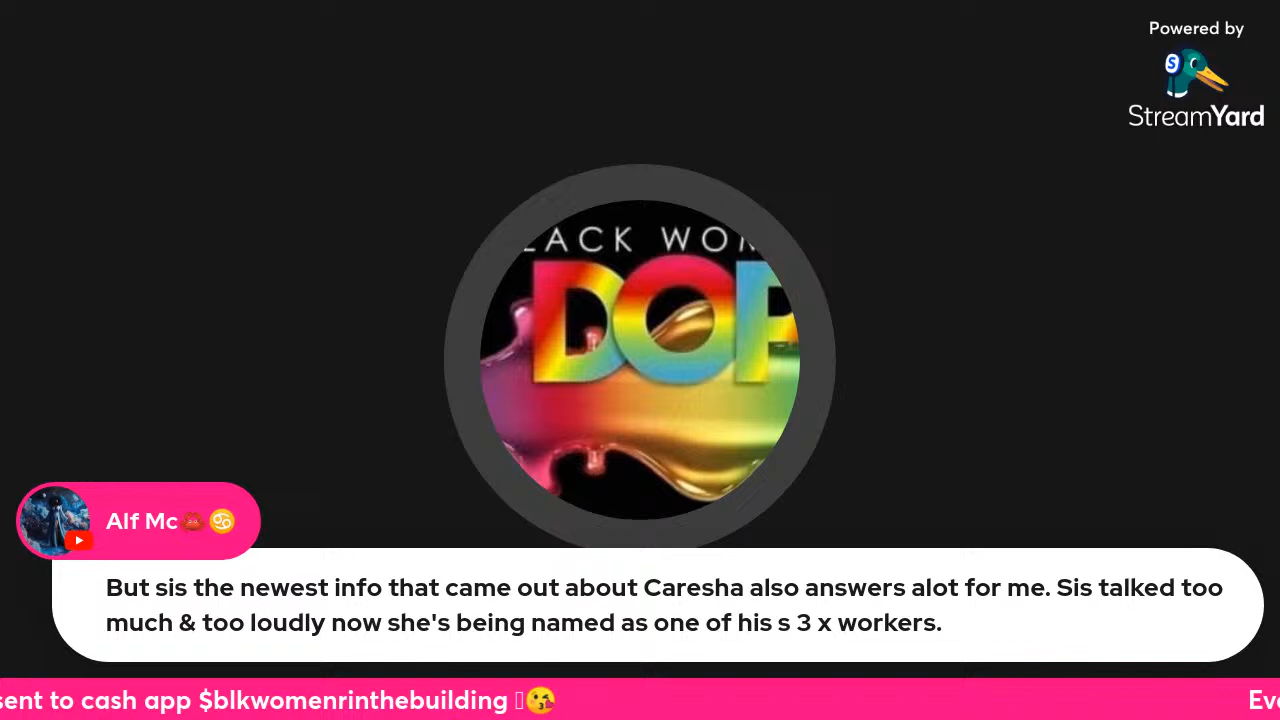 Powered by
S
StreamYard
ACK WOM
DOP
Alf Mc🦀♋
But sis the newest info that came out about Caresha also answers alot for me. Sis talked too
much & too loudly now she's being named as one of his s 3 x workers.
sent to cash app $blkwomenrinthebuilding 😘
Eve